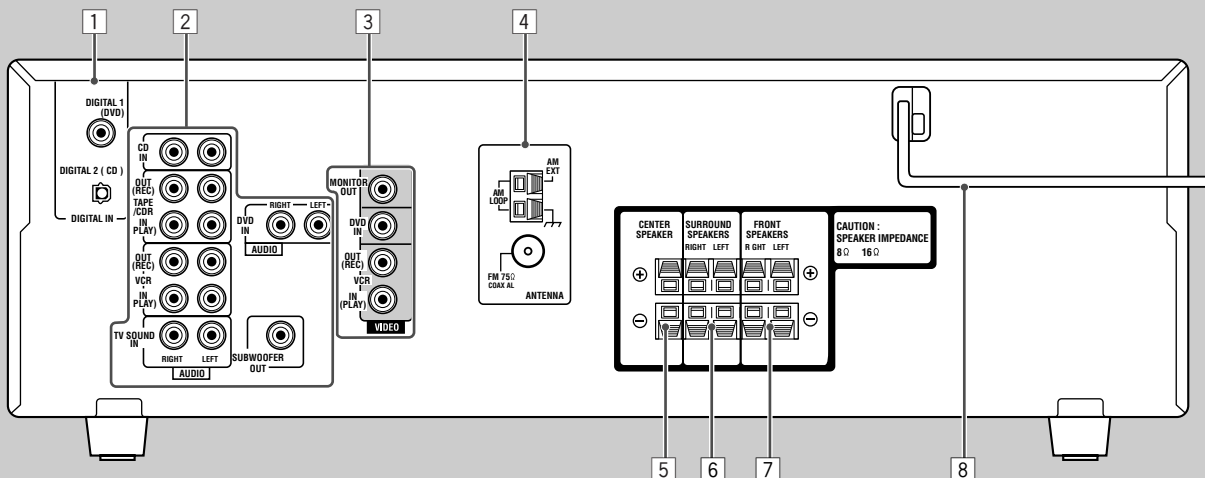 1
2
3
4
DIGITAL 1
(DVD)
DIGITAL 2 ( CD )
DIGITAL IN
CD
IN
OUT
(REC)
TAPE
/CDR
IN
PLAY)
OUT
(REC)
VCR
IN
PLAY)
TV SOUND
IN
RIGHT LEFT
AUDIO
RIGHT LEFT
DVD
IN
AUDIO
SUBWOOFER
OUT
MONITOR
OUT
DVD
IN
OUT
(REC)
VCR
IN
(PLAY)
VIDEO
AM
EXT
AM
LOOP
FM 75Ω
COAX AL
ANTENNA
CENTER
SPEAKER
SURROUND
SPEAKERS
RIGHT LEFT
FRONT
SPEAKERS
R GHT LEFT
CAUTION :
SPEAKER IMPEDANCE
8Ω 16Ω
+
+
−
−
5
6
7
8